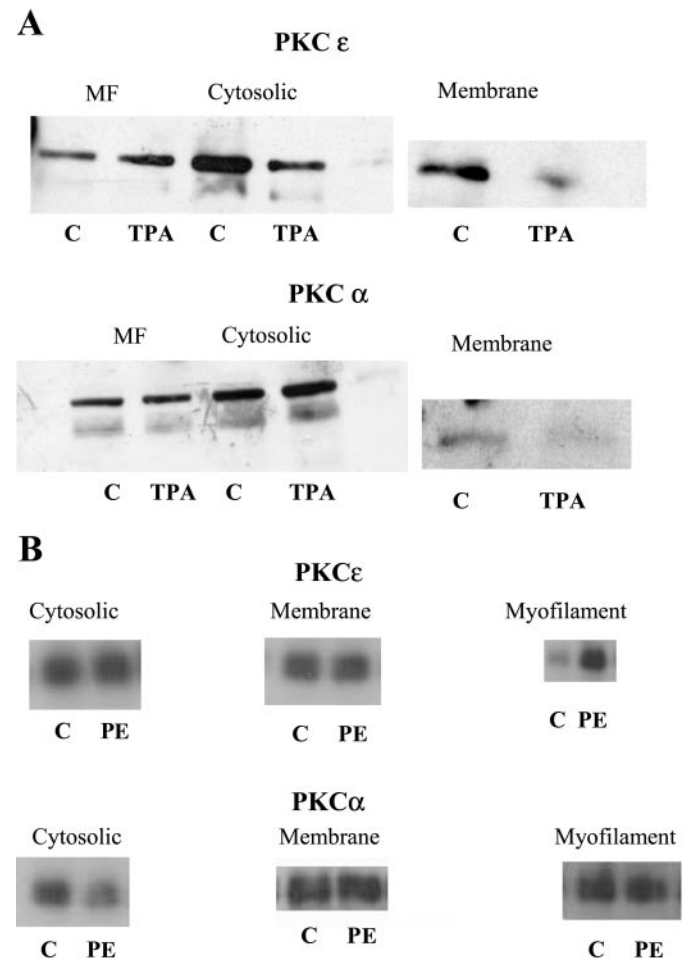 A
PKC ε
MF Cytosolic Membrane
C TPA C TPA C TPA
PKC α
MF Cytosolic Membrane
C TPA C TPA C TPA
B
PKCε
Cytosolic Membrane Myofilament
C PE C PE C PE
PKCα
Cytosolic Membrane Myofilament
C PE C PE C PE